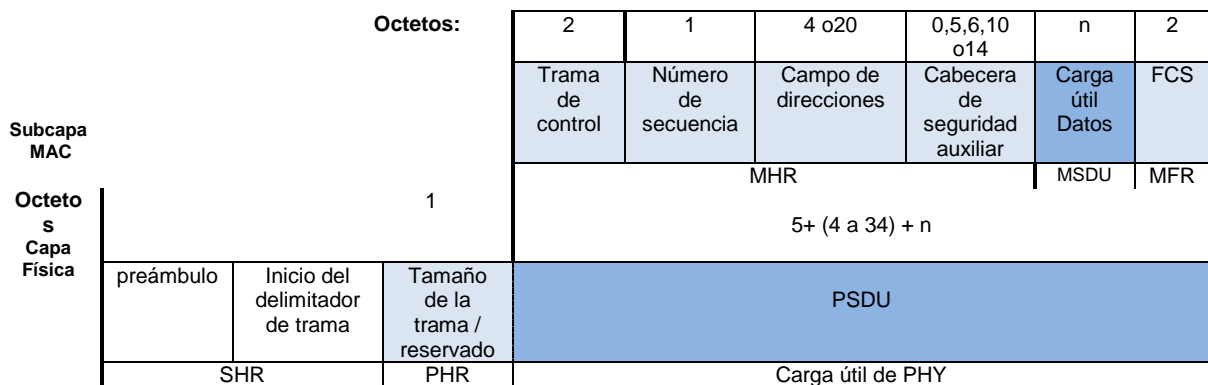 Octetos: 2 1 4 o20 0,5,6,10 o14 n 2
Subcapa MAC
Trama de control
Número de secuencia
Campo de direcciones
Cabecera de seguridad auxiliar
Carga útil Datos
FCS
MHR MSDU MFR
Octeto s Capa Física
1
5+ (4 a 34) + n
preámbulo
Inicio del delimitador de trama
Tamaño de la trama / reservado
PSDU
SHR PHR Carga útil de PHY